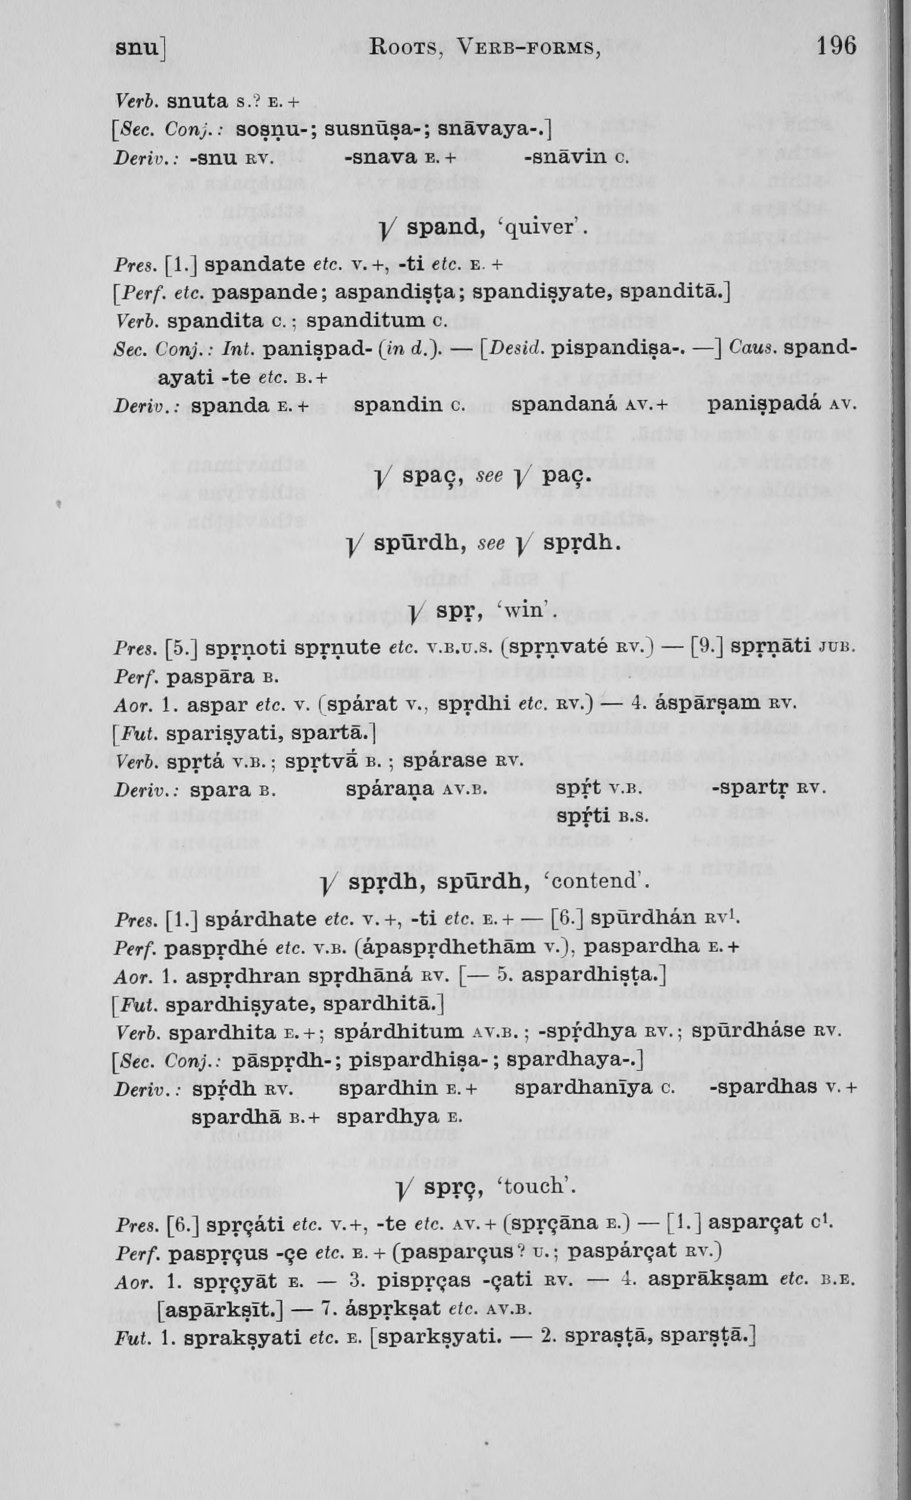 snu] ROOTS, VERB-FORMS, 196
Verb. snuta S.? E. +
[Sec. Conj.: soṣṇu-; susnūṣa-; snāvaya-.]
Deriv.: -snu RV. -snava E. + -snāvin C.
√ spand, ‘quiver’.
Pres. [1.] spandate etc. V. +, -ti etc. E. +
[Perf. etc. paspande; aspandiṣṭa; spandiṣyate, spanditā.]
Verb. spandita C.; spanditum C.
Sec. Conj.: Int. paniṣpad- (in d.). — [Desid. pispandiṣa-. —] Caus. spand-
ayati -te etc. B. +
Deriv.: spanda E. + spandin C. spandaná AV. + paniṣpadá AV.
√ spaç, see √ paç.
√ spūrdh, see √ spṛdh.
√ spṛ, ‘win’.
Pres. [5.] spṛṇoti spṛṇute etc. V.B.U.S. (spṛṇvaté RV.) — [9.] spṛṇāti JUB.
Perf. paspāra B.
Aor. 1. aspar etc. V. (spárat V., spṛdhi etc. RV.) — 4. áspārṣam RV.
[Fut. spariṣyati, spartā.]
Verb. spṛtá V.B.; spṛtvā́ B.; spárase RV.
Deriv.: spara B. spáraṇa AV.B. spṛ́t V.B. -spartṛ RV.
spṛ́ti B.S.
√ spṛdh, spūrdh, ‘contend’.
Pres. [1.] spárdhate etc. V. +, -ti etc. E. + — [6.] spūrdhán RV¹.
Perf. paspṛdhé etc. V.B. (ápaspṛdhethām V.), paspardha E. +
Aor. 1. aspṛdhran spṛdhāná RV. [— 5. aspardhiṣṭa.]
[Fut. spardhiṣyate, spardhitā.]
Verb. spardhita E. +; spárdhitum AV.B.; -spṛ́dhya RV.; spūrdháse RV.
[Sec. Conj.: pāspṛdh-; pispardhiṣa-; spardhaya-.]
Deriv.: spṛ́dh RV. spardhin E. + spardhanīya C. -spardhas V. +
spardhā B. + spardhya E.
√ spṛç, ‘touch’.
Pres. [6.] spṛçáti etc. V. +, -te etc. AV. + (spṛçāna E.) — [1.] asparçat C¹.
Perf. paspṛçus -çe etc. E. + (pasparçus? U.; paspárçat RV.)
Aor. 1. spṛçyāt E. — 3. pispṛças -çati RV. — 4. asprākṣam etc. B.E.
[aspārkṣīt.] — 7. áspṛkṣat etc. AV.B.
Fut. 1. sprakṣyati etc. E. [sparkṣyati. — 2. spraṣṭā, sparṣṭā.]